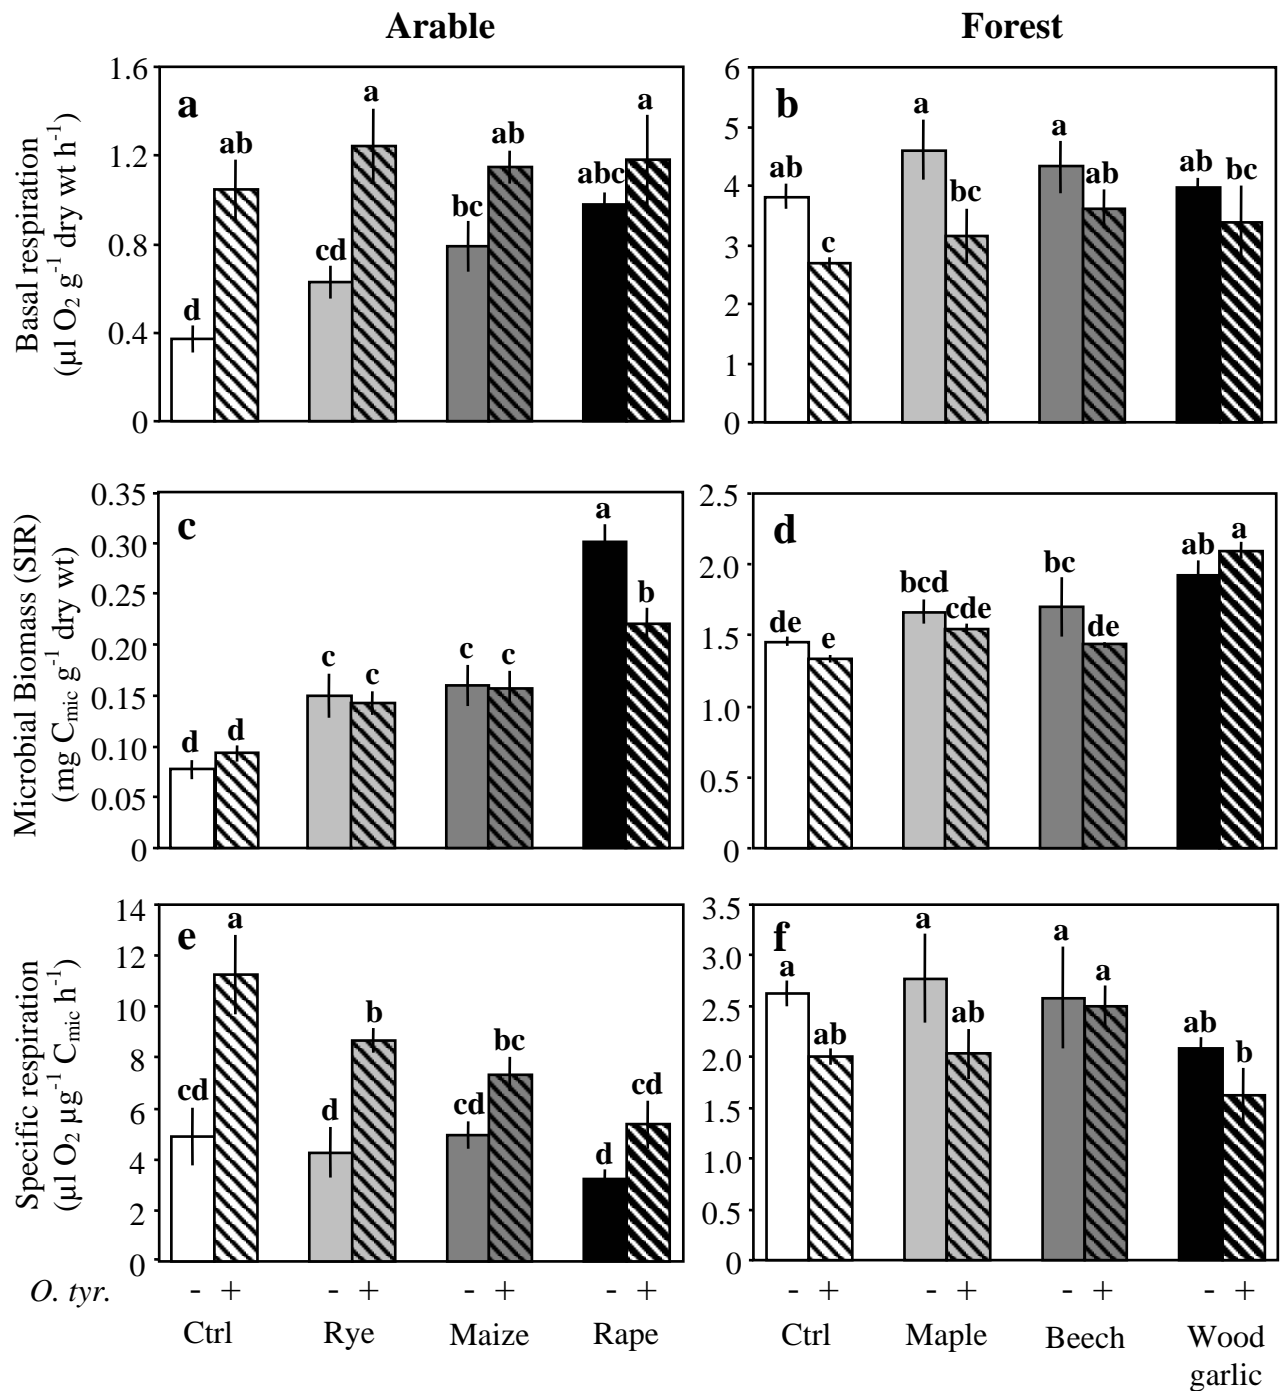 Arable
Forest
Basal respiration
(µl O₂ g⁻¹ dry wt h⁻¹)
1.6
1.2
0.8
0.4
0
a
d
ab
cd
a
bc
ab
abc
a
6
5
4
3
2
1
0
b
ab
c
a
bc
a
ab
ab
bc
Microbial Biomass (SIR)
(mg Cmic g⁻¹ dry wt)
0.35
0.30
0.25
0.20
0.15
0.10
0.05
0
c
d
d
c
c
c
c
a
b
2.5
2.0
1.5
1.0
0.5
0
d
de
e
bcd
cde
bc
de
ab
a
Specific respiration
(µl O₂ µg⁻¹ Cmic h⁻¹)
14
12
10
8
6
4
2
0
e
cd
a
d
b
cd
bc
d
cd
3.5
3.0
2.5
2.0
1.5
1.0
0.5
0
f
a
ab
a
ab
a
a
ab
b
O. tyr. - + - + - + - + - + - + - + - +
Ctrl Rye Maize Rape Ctrl Maple Beech Wood
garlic